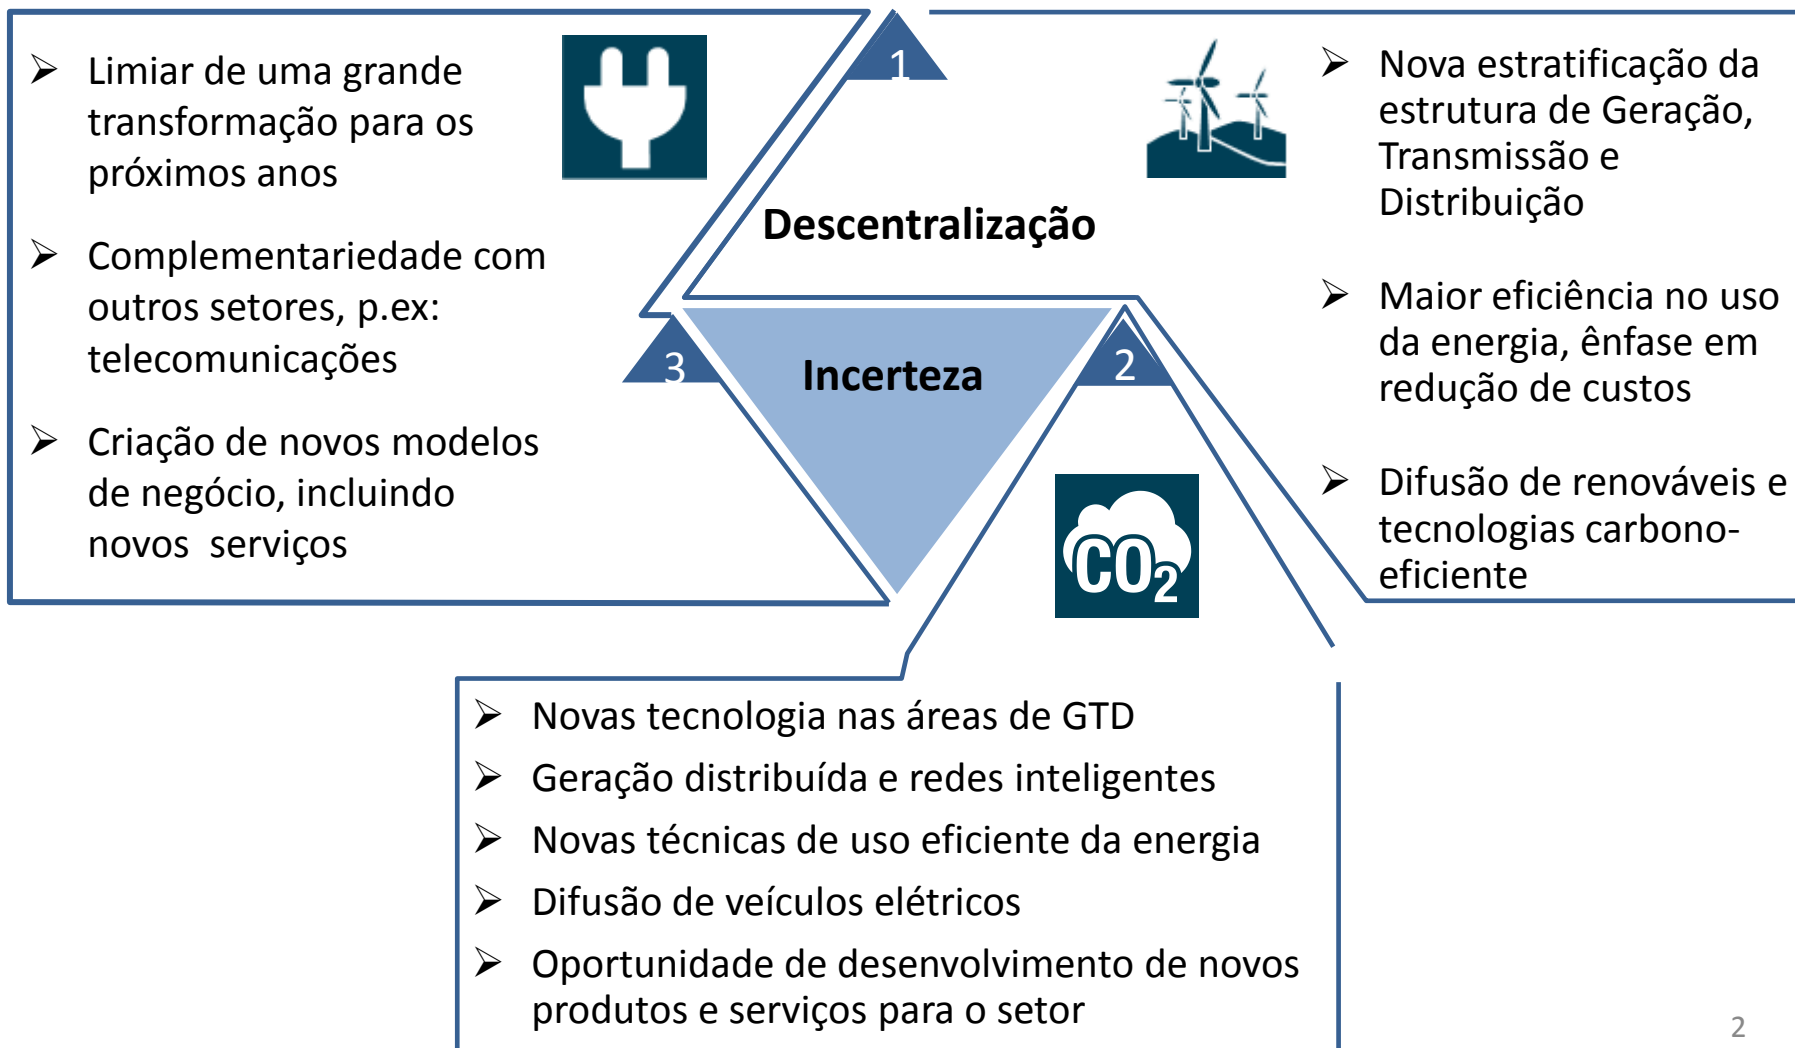 1
Limiar de uma grande
transformação para os
próximos anos
Complementariedade com
outros setores, p.ex:
telecomunicações
Criação de novos modelos
de negócio, incluindo
novos  serviços
Descentralização
Nova estratificação da
estrutura de Geração,
Transmissão e
Distribuição
Maior eficiência no uso
da energia, ênfase em
redução de custos
Difusão de renováveis e
tecnologias carbono-
eficiente
3
Incerteza
2
CO2
Novas tecnologia nas áreas de GTD
Geração distribuída e redes inteligentes
Novas técnicas de uso eficiente da energia
Difusão de veículos elétricos
Oportunidade de desenvolvimento de novos
produtos e serviços para o setor
2